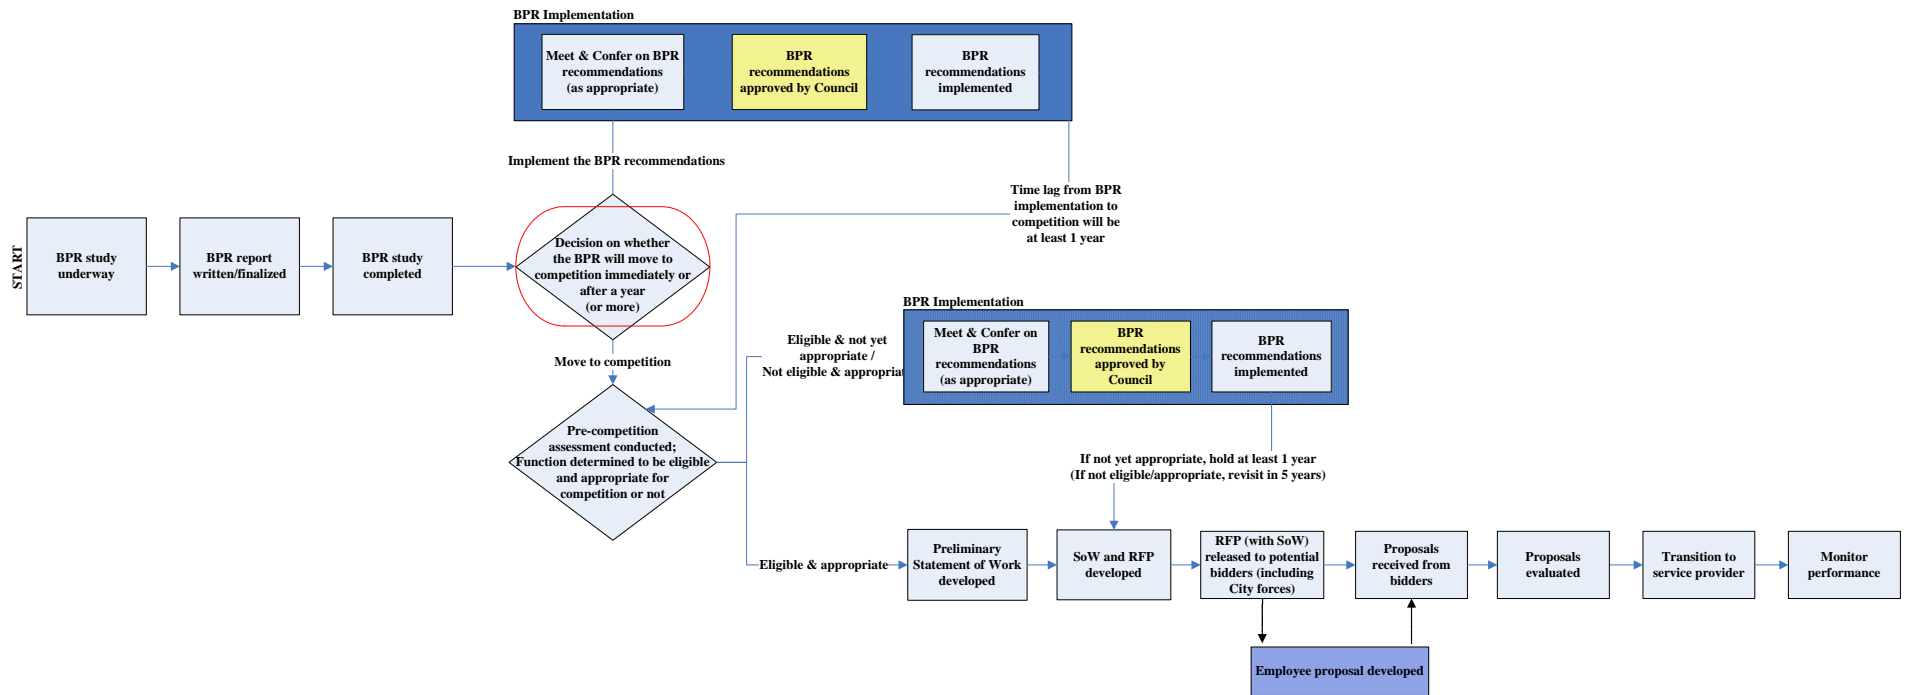 BPR Implementation
Meet & Confer on BPR
recommendations
(as appropriate)
BPR
recommendations
approved by Council
BPR
recommendations
implemented
Implement the BPR recommendations
Time lag from BPR
implementation to
competition will be
at least 1 year
START
BPR study
underway
BPR report
written/finalized
BPR study
completed
Decision on whether
the BPR will move to
competition immediately or
after a year
(or more)
Move to competition
BPR Implementation
Eligible & not yet
appropriate /
Not eligible & appropriat
Meet & Confer on
BPR
recommendations
(as appropriate)
BPR
recommendations
approved by
Council
BPR
recommendations
implemented
Pre-competition
assessment conducted;
Function determined to be eligible
and appropriate for
competition or not
If not yet appropriate, hold at least 1 year
(If not eligible/appropriate, revisit in 5 years)
Eligible & appropriate
Preliminary
Statement of Work
developed
SoW and RFP
developed
RFP (with SoW)
released to potential
bidders (including
City forces)
Proposals
received from
bidders
Proposals
evaluated
Transition to
service provider
Monitor
performance
Employee proposal developed